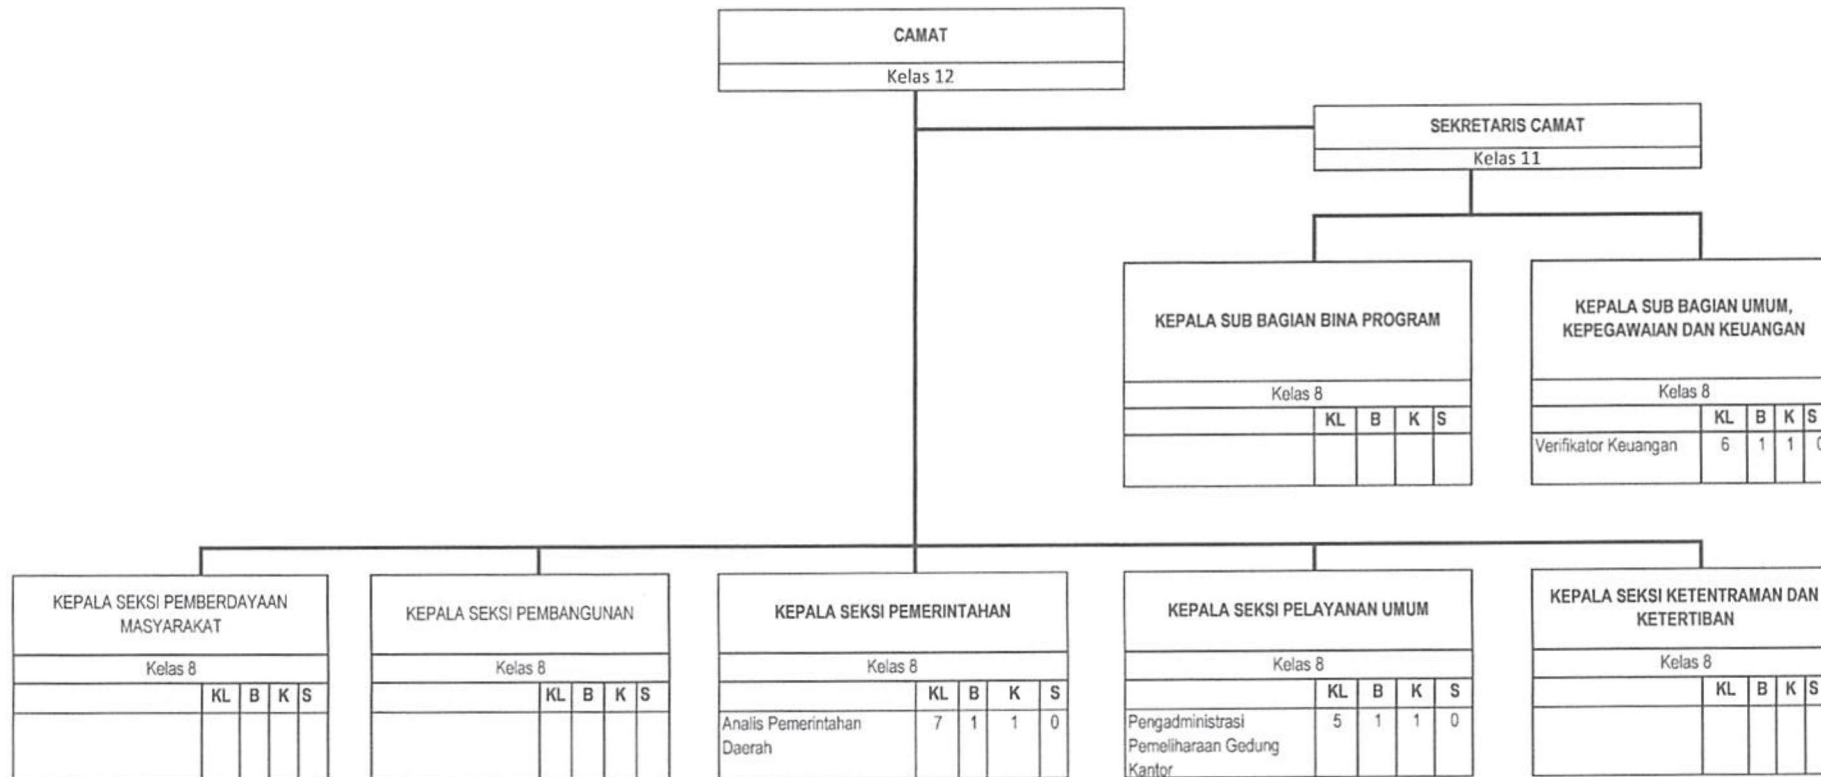 CAMAT
Kelas 12
SEKRETARIS CAMAT
Kelas 11
KEPALA SUB BAGIAN BINA PROGRAM
Kelas 8
KL B K S
KEPALA SUB BAGIAN UMUM,
KEPEGAWAIAN DAN KEUANGAN
Kelas 8
KL B K S
Verifikator Keuangan 6 1 1 0
KEPALA SEKSI PEMBERDAYAAN
MASYARAKAT
Kelas 8
KL B K S
KEPALA SEKSI PEMBANGUNAN
Kelas 8
KL B K S
KEPALA SEKSI PEMERINTAHAN
Kelas 8
KL B K S
Analis Pemerintahan 7 1 1 0
Daerah
KEPALA SEKSI PELAYANAN UMUM
Kelas 8
KL B K S
Pengadministrasi 5 1 1 0
Pemeliharaan Gedung
Kantor
KEPALA SEKSI KETENTRAMAN DAN
KETERTIBAN
Kelas 8
KL B K S